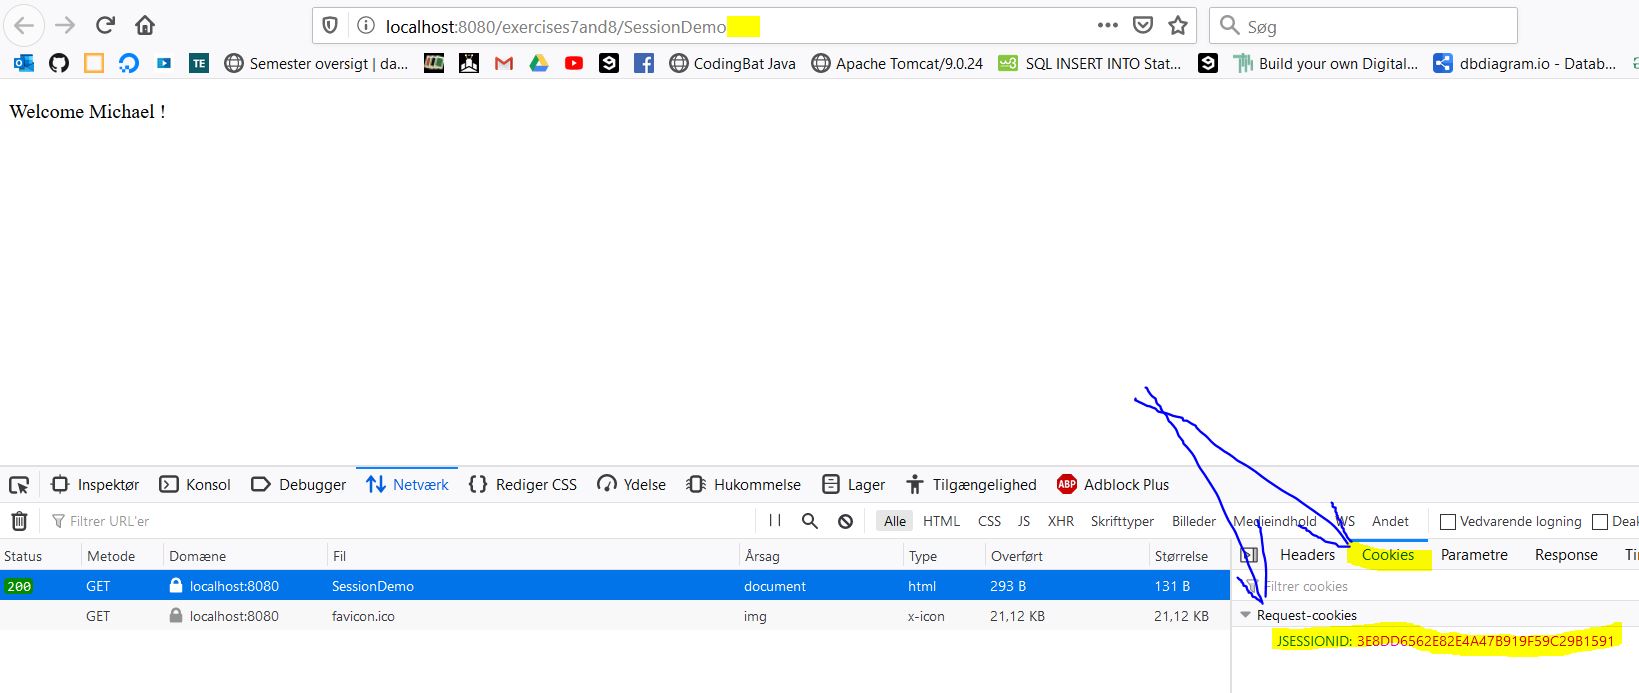 localhost:8080/exercises7and8/SessionDemo
Søg
TE Semester oversigt | da... CodingBat Java Apache Tomcat/9.0.24 w3 SQL INSERT INTO Stat... Build your own Digital... dbdiagram.io - Datab...
Welcome Michael !
Inspektør Konsol Debugger Netværk Rediger CSS Ydelse Hukommelse Lager Tilgængelighed ABP Adblock Plus
Filtrer URL'er Alle HTML CSS JS XHR Skrifttyper Billeder Medieindhold WS Andet Vedvarende logning Deak
Status Metode Domæne Fil Årsag Type Overført Størrelse Headers Cookies Parametre Response Ti
200 GET localhost:8080 SessionDemo document html 293 B 131 B Filtrer cookies
GET localhost:8080 favicon.ico img x-icon 21,12 KB 21,12 KB Request-cookies
JSESSIONID: 3E8DD6562E82E4A47B919F59C29B1591